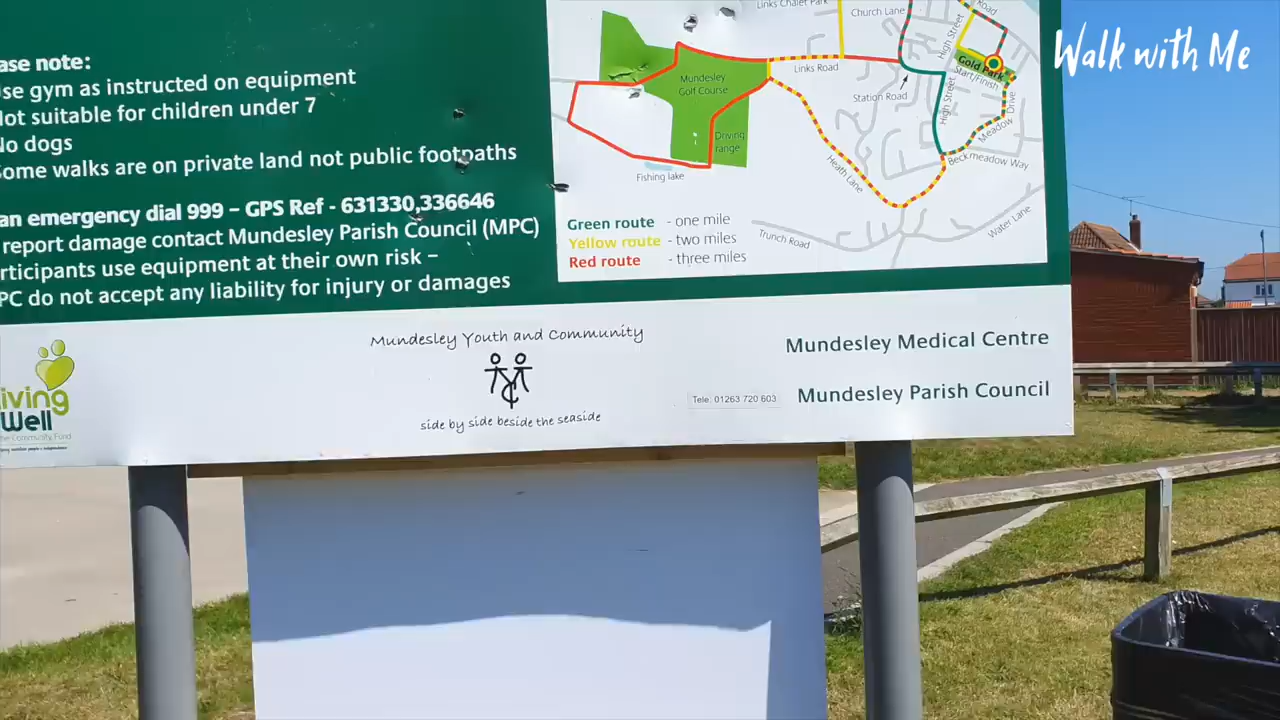 Walk with Me
ase note:
se gym as instructed on equipment
ot suitable for children under 7
No dogs
ome walks are on private land not public footpaths
an emergency dial 999 – GPS Ref - 631330,336646
report damage contact Mundesley Parish Council (MPC)
rticipants use equipment at their own risk –
PC do not accept any liability for injury or damages
Links Chalet Park
Church Lane
High Street
Road
Gold Park
Start/Finish
Links Road
Station Road
High Street
Meadow Drive
Beckmeadow Way
Mundesley
Golf Course
Driving
range
Fishing lake
Heath Lane
Trunch Road
Water Lane
Green route - one mile
Yellow route - two miles
Red route - three miles
iving
Well
Mundesley Youth and Community
side by side beside the seaside
Mundesley Medical Centre
Tele: 01263 720 603
Mundesley Parish Council